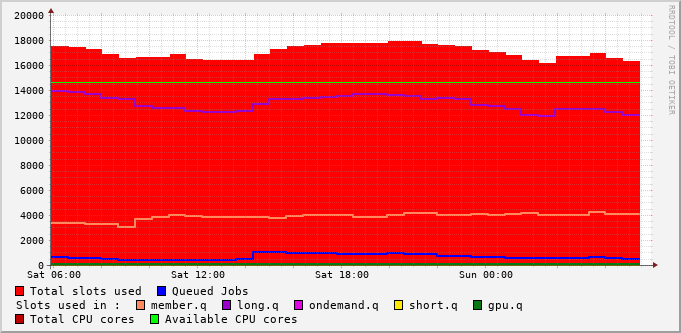 20000
18000
16000
14000
12000
10000
8000
6000
4000
2000
0
Sat 06:00 Sat 12:00 Sat 18:00 Sun 00:00
Total slots used Queued Jobs
Slots used in : member.q long.q ondemand.q short.q gpu.q
Total CPU cores Available CPU cores
RRDTOOL / TOBI OETIKER